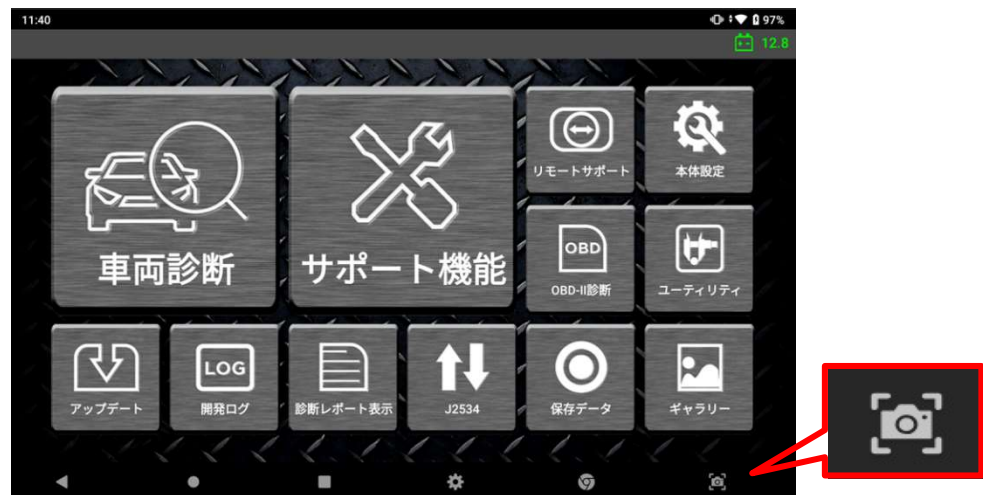 11:40
97%
12.8
車両診断
サポート機能
リモートサポート
本体設定
OBD
OBD-II診断
ユーティリティ
LOG
アップデート
開発ログ
診断レポート表示
J2534
保存データ
ギャラリー